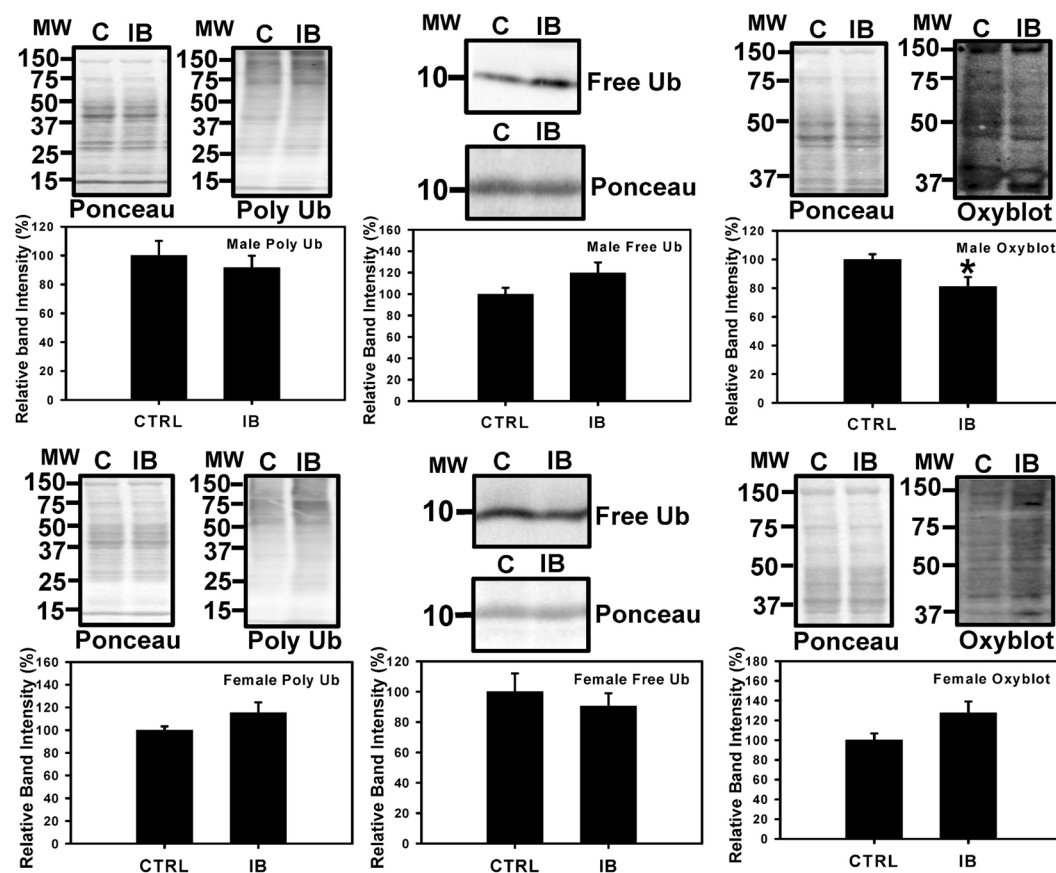 MW C IB C IB
150
75
50
37
25
15
MW
150
75
50
37
25
15
Ponceau Poly Ub
MW C IB
10 Free Ub
C IB
10 Ponceau
MW C IB MW C IB
150
50
37
150
50
37
Ponceau Oxyblot
Relative band Intensity (%)
120
100
80
60
40
20
0
Male Poly Ub
CTRL IB
Relative Band Intensity (%)
160
140
120
100
80
60
40
20
0
Male Free Ub
CTRL IB
Relative Band Intensity (%)
120
100
80
60
40
20
0
Male Oxyblot
*
CTRL IB
MW C IB MW C IB
150
75
50
37
25
15
150
75
50
37
25
15
Ponceau Poly Ub
MW C IB
10 Free Ub
C IB
10 Ponceau
MW C IB MW C IB
150
75
50
37
150
75
50
37
Ponceau Oxyblot
Relative Band Intensity (%)
160
140
120
100
80
60
40
20
0
Female Poly Ub
CTRL IB
Relative Band Intensity (%)
120
100
80
60
40
20
0
Female Free Ub
CTRL IB
Relative Band Intensity (%)
180
160
140
120
100
80
60
40
20
0
Female Oxyblot
CTRL IB